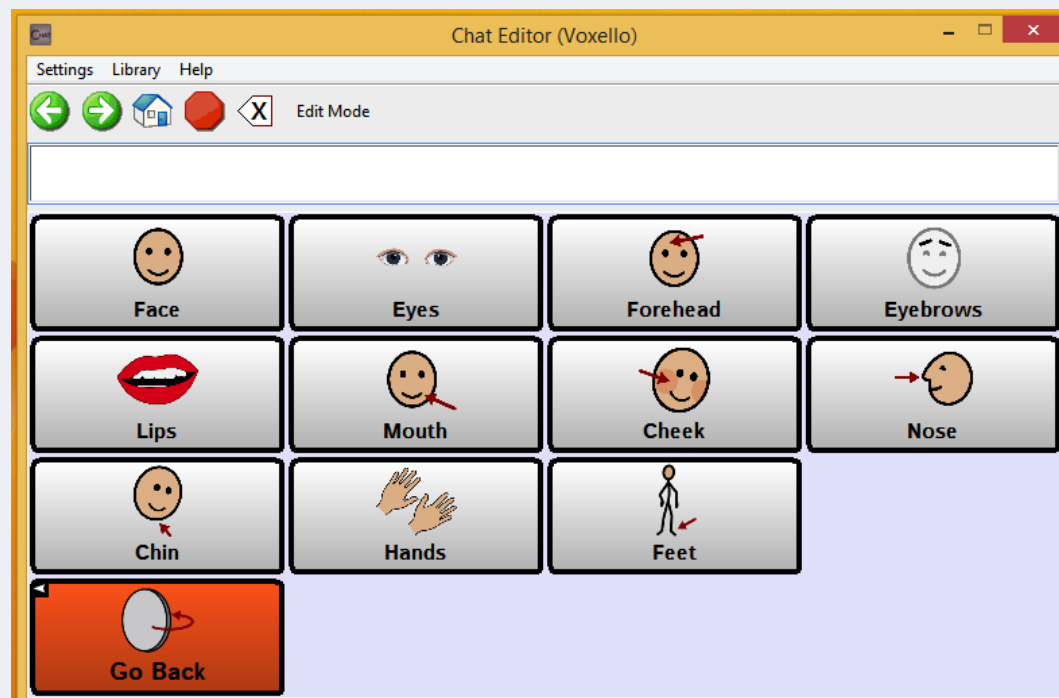 Chat Editor (Voxello)
Settings Library Help
X Edit Mode
Face Eyes Forehead Eyebrows
Lips Mouth Cheek Nose
Chin Hands Feet
Go Back